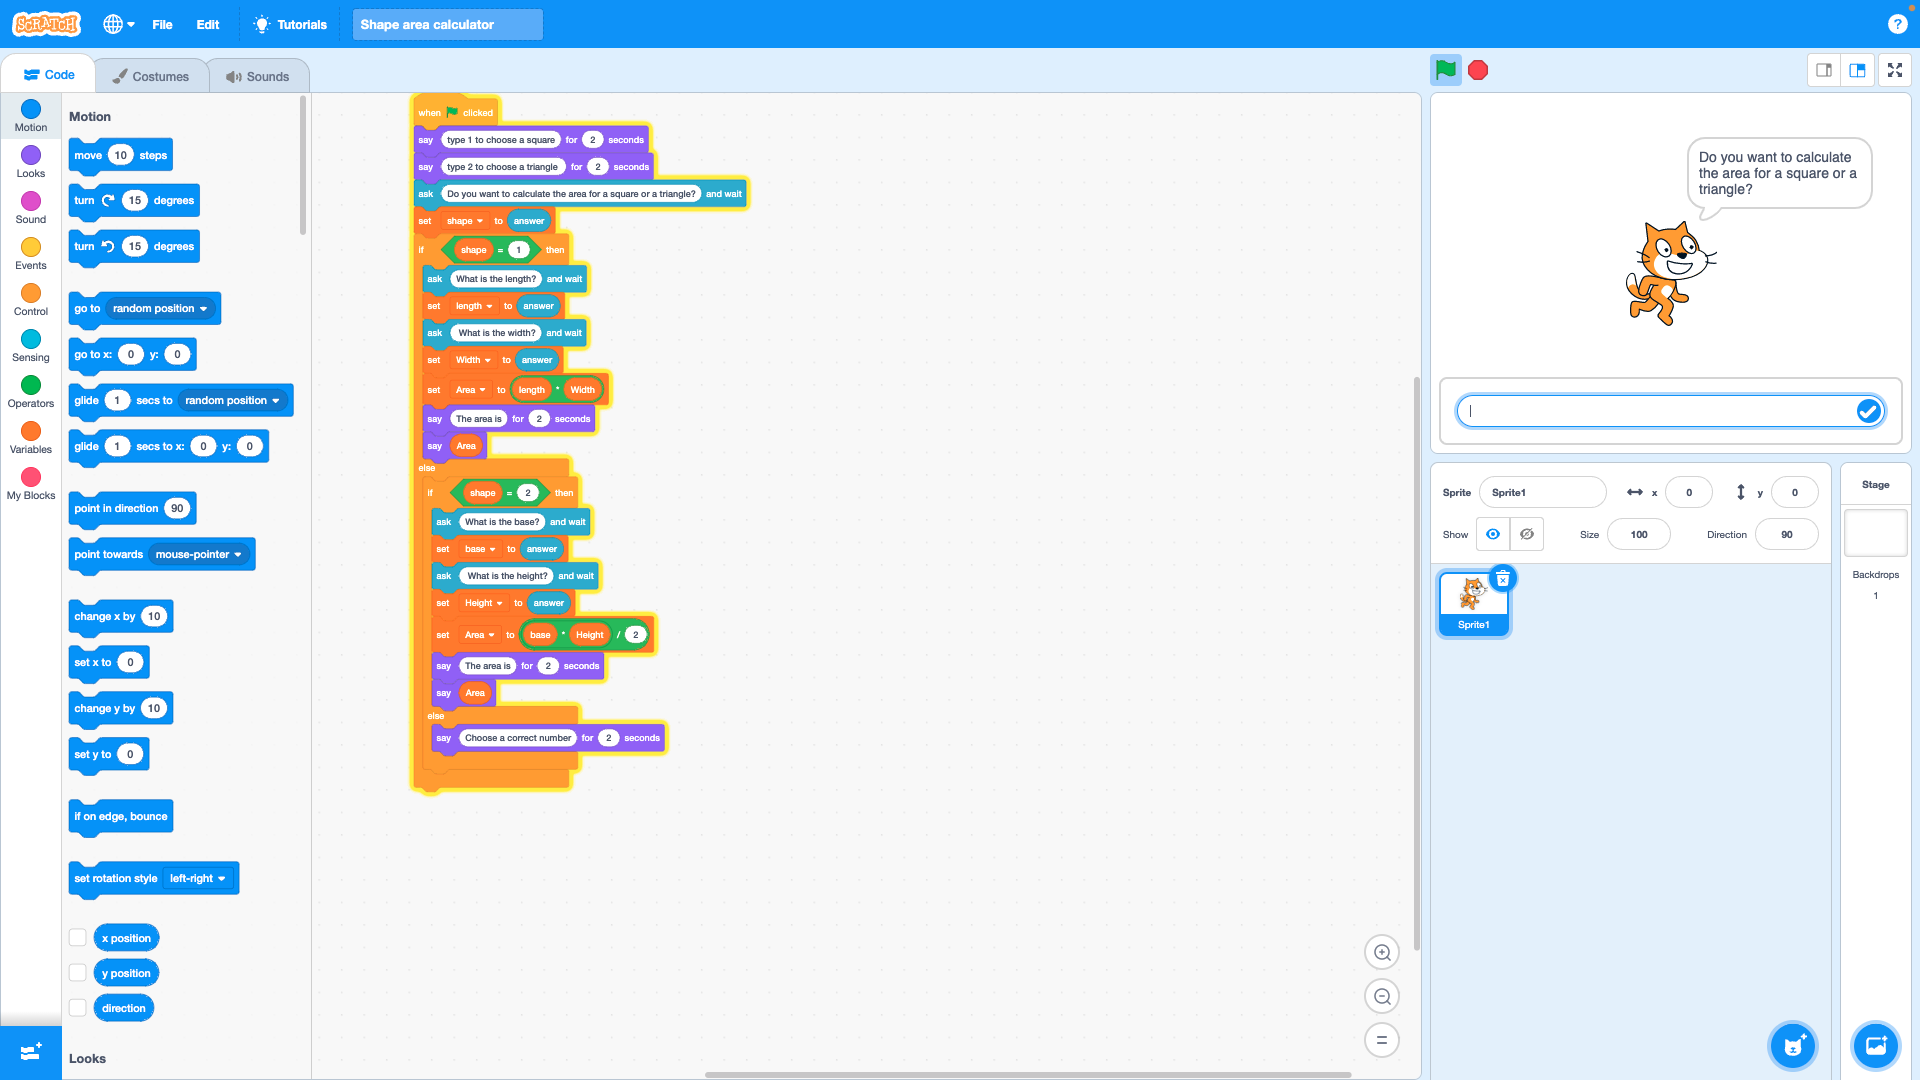 SCRATCH
File
Edit
Tutorials
Shape area calculator
?
Code
Costumes
Sounds
Motion
Looks
Sound
Events
Control
Sensing
Operators
Variables
My Blocks
Motion
move 10 steps
turn 15 degrees
turn 15 degrees
go to random position
go to x: 0 y: 0
glide 1 secs to random position
glide 1 secs to x: 0 y: 0
point in direction 90
point towards mouse-pointer
change x by 10
set x to 0
change y by 10
set y to 0
if on edge, bounce
set rotation style left-right
x position
y position
direction
Looks
when clicked
say type 1 to choose a square for 2 seconds
say type 2 to choose a triangle for 2 seconds
ask Do you want to calculate the area for a square or a triangle? and wait
set shape to answer
if shape = 1 then
ask What is the length? and wait
set length to answer
ask What is the width? and wait
set Width to answer
set Area to length * Width
say The area is for 2 seconds
say Area
else
if shape = 2 then
ask What is the base? and wait
set base to answer
ask What is the height? and wait
set Height to answer
set Area to base * Height / 2
say The area is for 2 seconds
say Area
else
say Choose a correct number for 2 seconds
Do you want to calculate
the area for a square or a
triangle?
Sprite Sprite1 x 0 y 0
Show Size 100 Direction 90
Sprite1
Stage
Backdrops
1